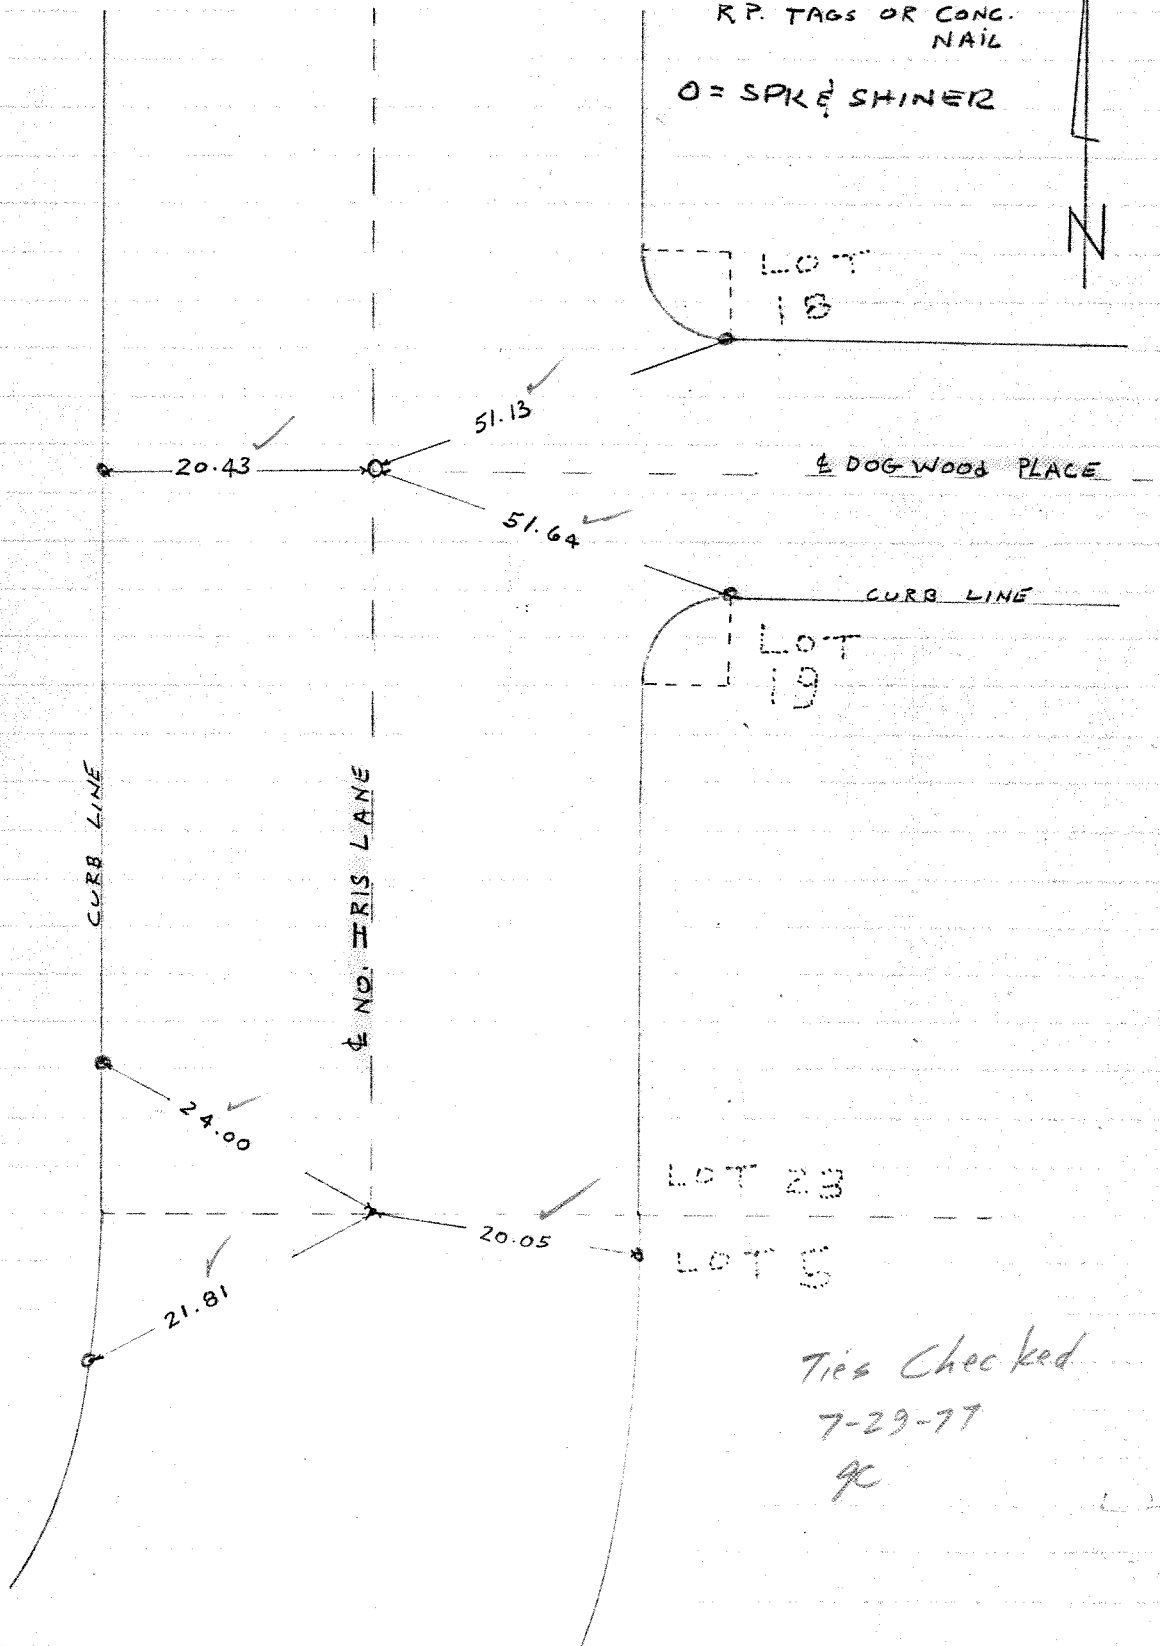 R.P. TAGS OR CONC.
NAIL
O = SPK & SHINER
N
LOT
18
51.13
20.43
℄ DOGWOOd PLACE
51.64
CURB LINE
LOT
19
CURB LINE
℄ NO. IRIS LANE
24.00
LOT 23
20.05
LOT 5
21.81
Ties Checked
7-29-77